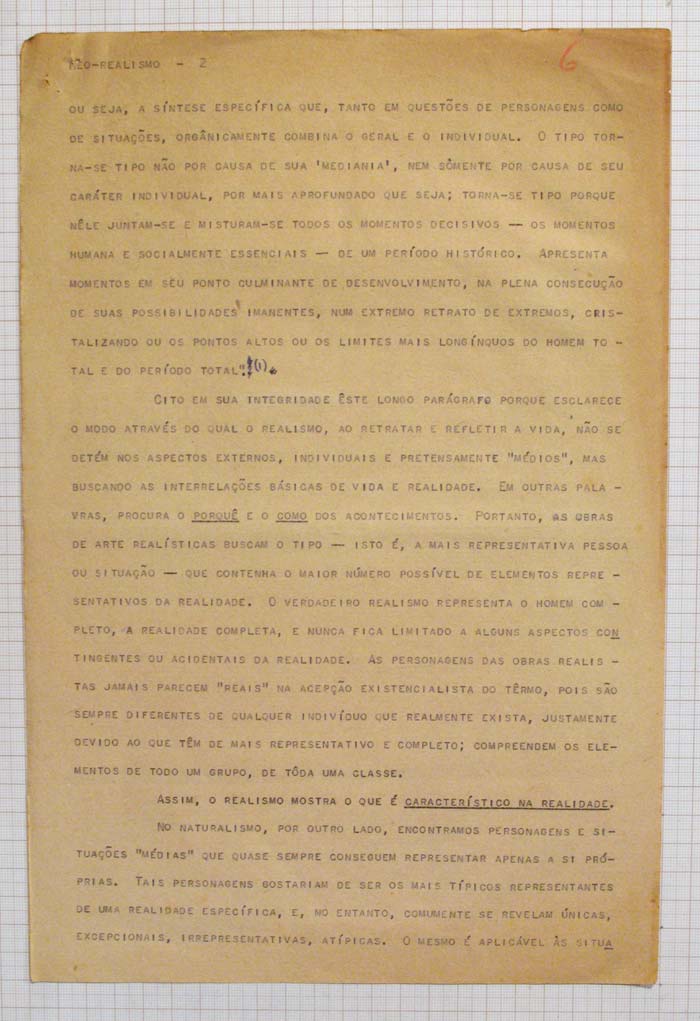 NEO-REALISMO - 2
6
OU SEJA, A SÍNTESE ESPECÍFICA QUE, TANTO EM QUESTÕES DE PERSONAGENS COMO
DE SITUAÇÕES, ORGÂNICAMENTE COMBINA O GERAL E O INDIVIDUAL. O TIPO TOR-
NA-SE TIPO NÃO POR CAUSA DE SUA 'MEDIANIA', NEM SÔMENTE POR CAUSA DE SEU
CARÁTER INDIVIDUAL, POR MAIS APROFUNDADO QUE SEJA; TORNA-SE TIPO PORQUE
NÊLE JUNTAM-SE E MISTURAM-SE TODOS OS MOMENTOS DECISIVOS — OS MOMENTOS
HUMANA E SOCIALMENTE ESSENCIAIS — DE UM PERÍODO HISTÓRICO. APRESENTA
MOMENTOS EM SEU PONTO CULMINANTE DE DESENVOLVIMENTO, NA PLENA CONSECUÇÃO
DE SUAS POSSIBILIDADES IMANENTES, NUM EXTREMO RETRATO DE EXTREMOS, CRIS-
TALIZANDO OU OS PONTOS ALTOS OU OS LIMITES MAIS LONGÍNQUOS DO HOMEM TO-
TAL E DO PERÍODO TOTAL". (1).
CITO EM SUA INTEGRIDADE ÊSTE LONGO PARÁGRAFO PORQUE ESCLARECE
O MODO ATRAVÉS DO QUAL O REALISMO, AO RETRATAR E REFLETIR A VIDA, NÃO SE
DETÉM NOS ASPECTOS EXTERNOS, INDIVIDUAIS E PRETENSAMENTE "MÉDIOS", MAS
BUSCANDO AS INTERRELAÇÕES BÁSICAS DE VIDA E REALIDADE. EM OUTRAS PALA-
VRAS, PROCURA O PORQUÊ E O COMO DOS ACONTECIMENTOS. PORTANTO, AS OBRAS
DE ARTE REALÍSTICAS BUSCAM O TIPO — ISTO É, A MAIS REPRESENTATIVA PESSOA
OU SITUAÇÃO — QUE CONTENHA O MAIOR NÚMERO POSSÍVEL DE ELEMENTOS REPRE-
SENTATIVOS DA REALIDADE. O VERDADEIRO REALISMO REPRESENTA O HOMEM COM-
PLETO, A REALIDADE COMPLETA, E NUNCA FICA LIMITADO A ALGUNS ASPECTOS CON
TINGENTES OU ACIDENTAIS DA REALIDADE. AS PERSONAGENS DAS OBRAS REALIS-
TAS JAMAIS PARECEM "REAIS" NA ACEPÇÃO EXISTENCIALISTA DO TÊRMO, POIS SÃO
SEMPRE DIFERENTES DE QUALQUER INDIVÍDUO QUE REALMENTE EXISTA, JUSTAMENTE
DEVIDO AO QUE TÊM DE MAIS REPRESENTATIVO E COMPLETO; COMPREENDEM OS ELE-
MENTOS DE TODO UM GRUPO, DE TÔDA UMA CLASSE.
ASSIM, O REALISMO MOSTRA O QUE É CARACTERÍSTICO NA REALIDADE.
NO NATURALISMO, POR OUTRO LADO, ENCONTRAMOS PERSONAGENS E SI-
TUAÇÕES "MÉDIAS" QUE QUASE SEMPRE CONSEGUEM REPRESENTAR APENAS A SI PRÓ-
PRIAS. TAIS PERSONAGENS GOSTARIAM DE SER OS MAIS TÍPICOS REPRESENTANTES
DE UMA REALIDADE ESPECÍFICA, E, NO ENTANTO, COMUMENTE SE REVELAM ÚNICAS,
EXCEPCIONAIS, IRREPRESENTATIVAS, ATÍPICAS. O MESMO É APLICÁVEL ÀS SITUA